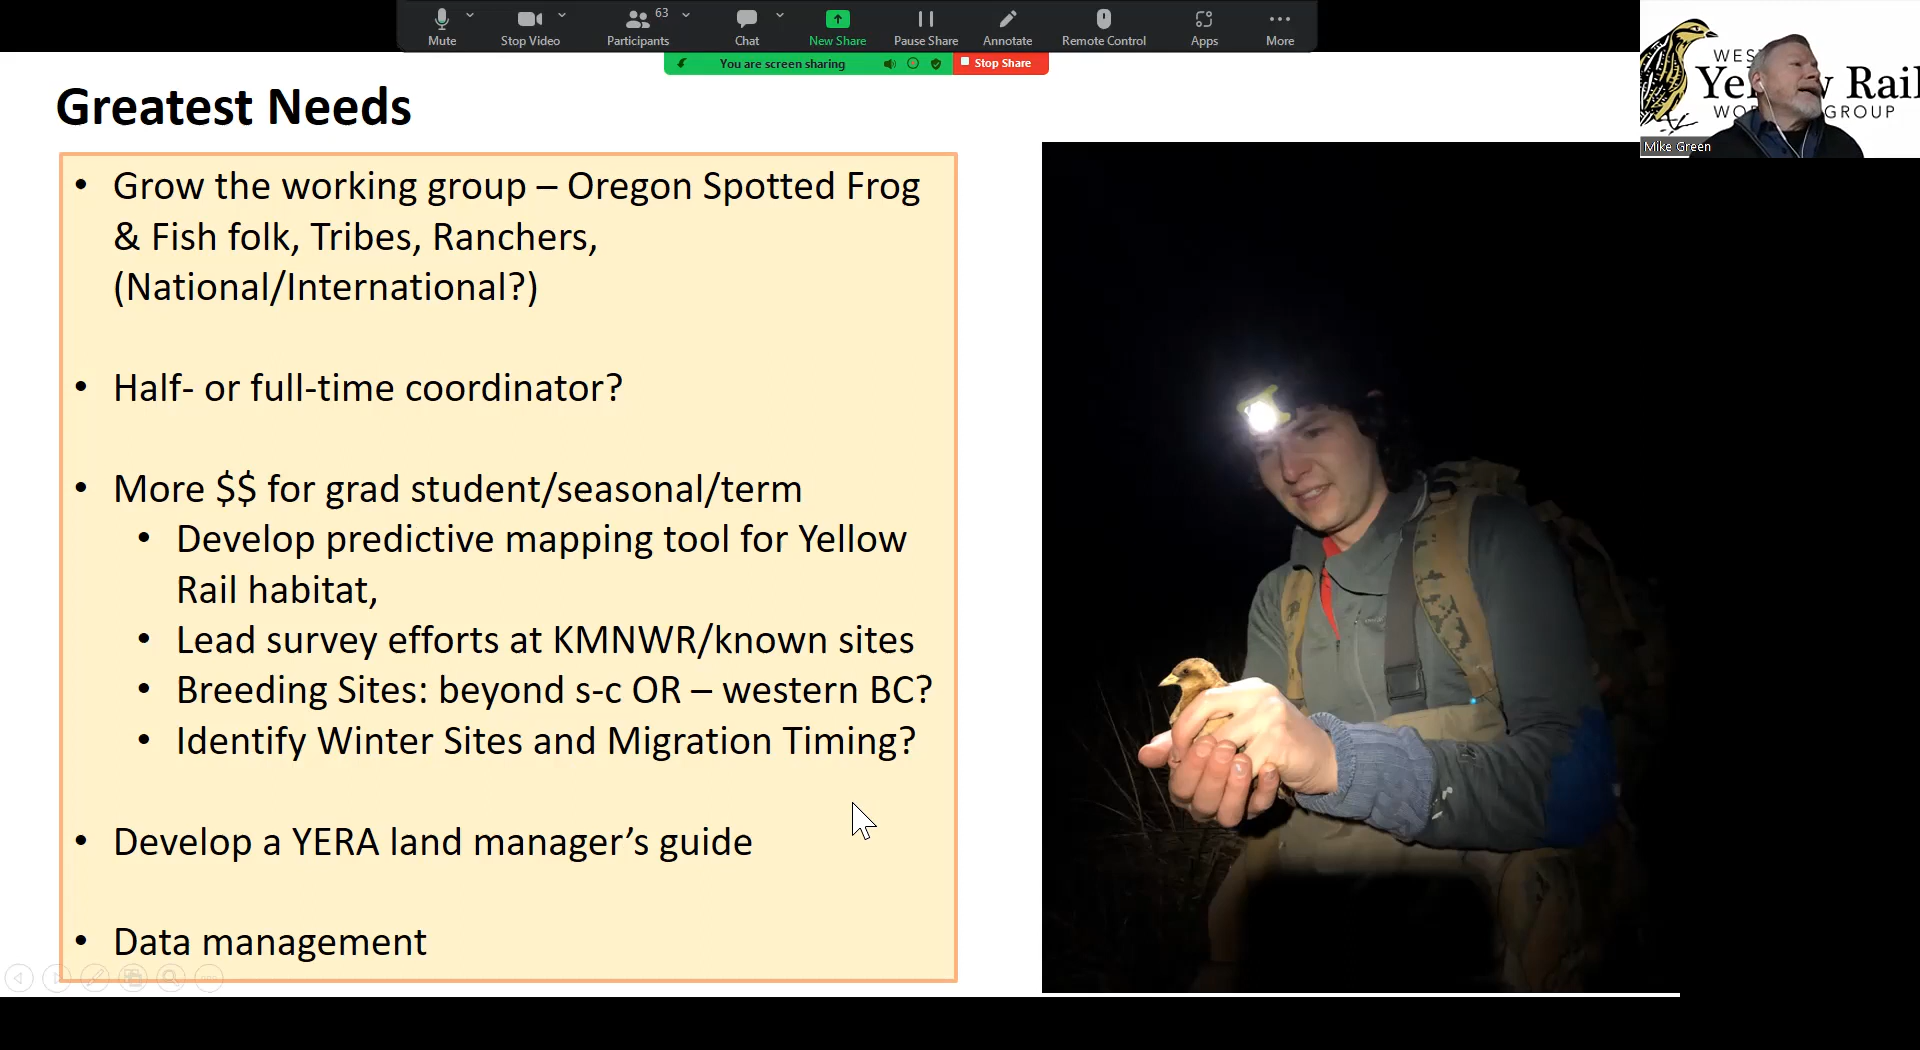 Mute
Stop Video
63
Participants
Chat
New Share
Pause Share
Annotate
Remote Control
Apps
More
You are screen sharing
Stop Share
Greatest Needs
• Grow the working group – Oregon Spotted Frog
& Fish folk, Tribes, Ranchers,
(National/International?)
• Half- or full-time coordinator?
• More $$ for grad student/seasonal/term
• Develop predictive mapping tool for Yellow
Rail habitat,
• Lead survey efforts at KMNWR/known sites
• Breeding Sites: beyond s-c OR – western BC?
• Identify Winter Sites and Migration Timing?
• Develop a YERA land manager’s guide
• Data management
Rail
GROUP
Mike Green